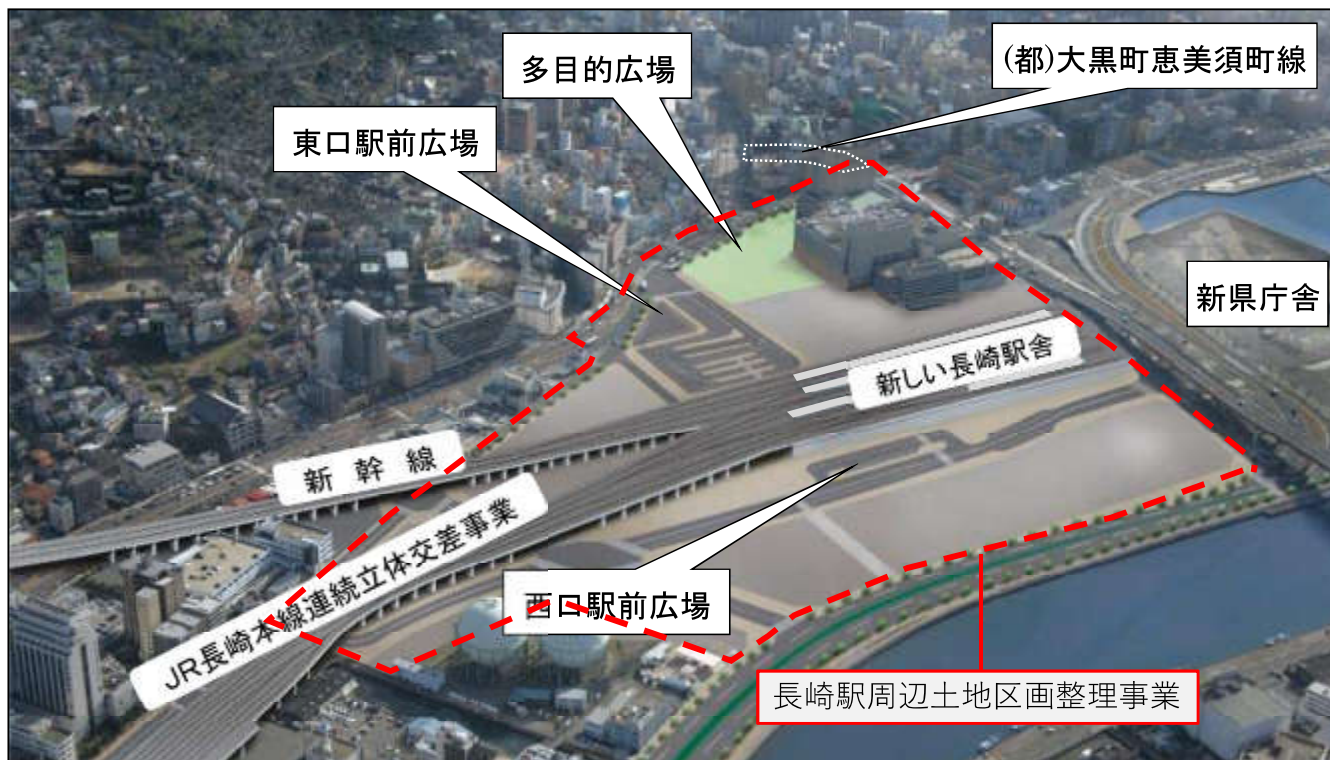 (都)大黒町恵美須町線
多目的広場
東口駅前広場
新県庁舎
新しい長崎駅舎
新幹線
JR長崎本線連続立体交差事業
西口駅前広場
長崎駅周辺土地区画整理事業